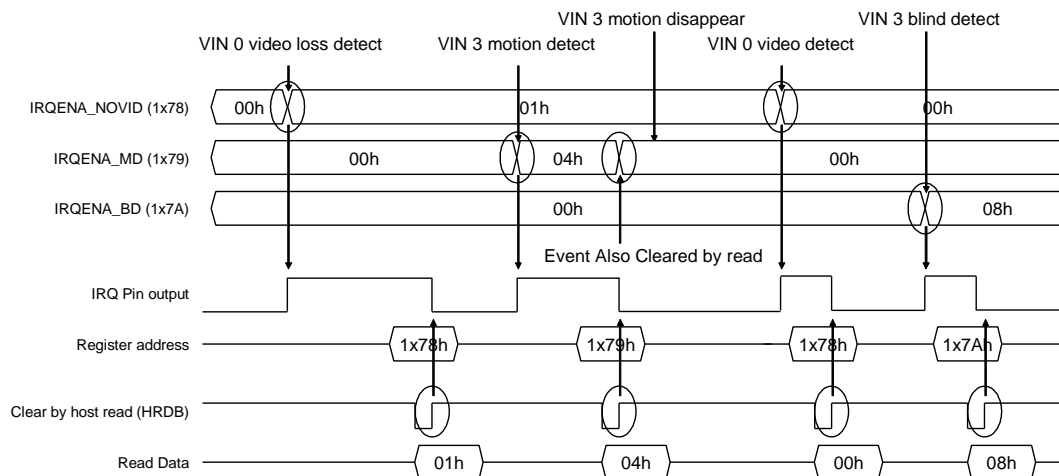 VIN 3 motion disappear
VIN 3 blind detect
VIN 0 video loss detect
VIN 3 motion detect
VIN 0 video detect
IRQENA_NOVID (1x78)
00h
01h
00h
IRQENA_MD (1x79)
00h
04h
00h
IRQENA_BD (1x7A)
00h
08h
Event Also Cleared by read
IRQ Pin output
Register address
1x78h
1x79h
1x78h
1x7Ah
Clear by host read (HRDB)
Read Data
01h
04h
00h
08h